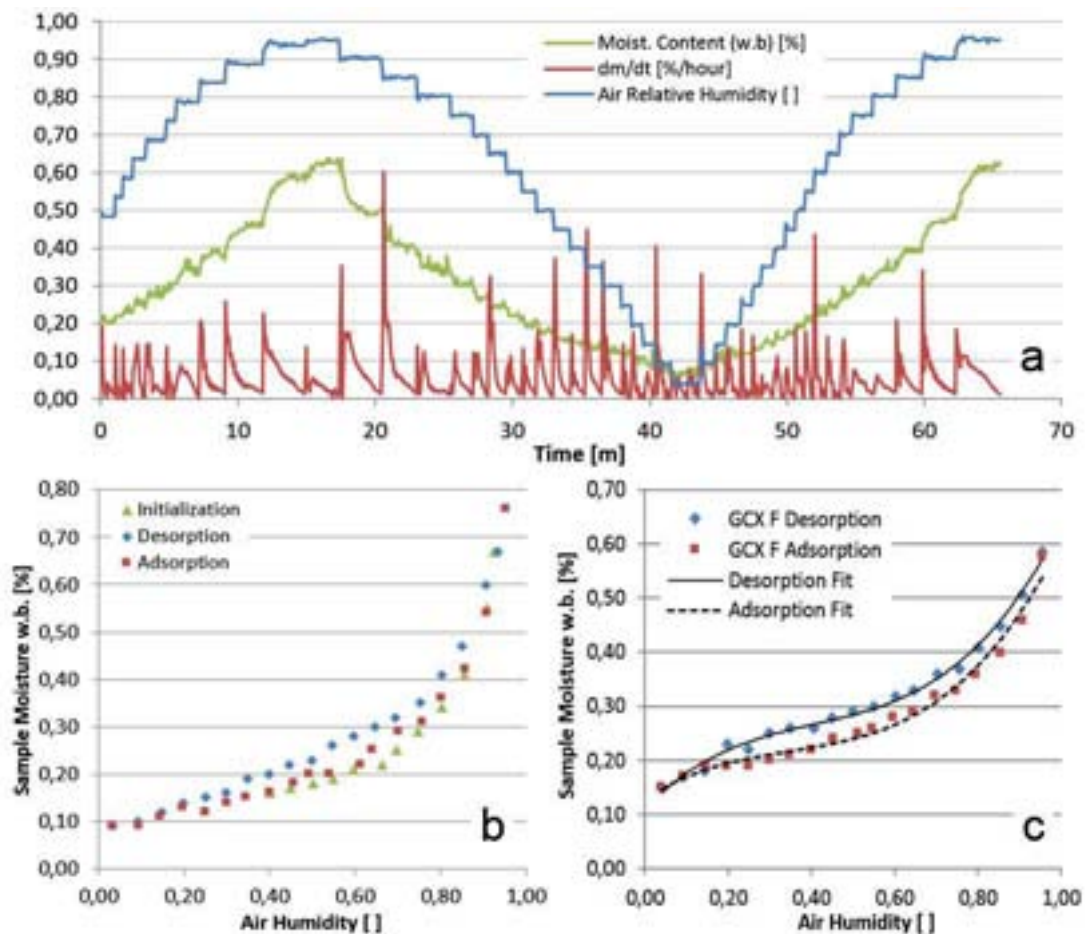 1,00
0,90
0,80
0,70
0,60
0,50
0,40
0,30
0,20
0,10
0,00
Moist. Content (w.b) [%]
dm/dt [%/hour]
Air Relative Humidity [ ]
a
0 10 20 30 40 50 60 70
Time [m]
0,80
0,70
0,60
0,50
0,40
0,30
0,20
0,10
0,00
Sample Moisture w.b. [%]
Initialization
Desorption
Adsorption
b
0,00 0,20 0,40 0,60 0,80 1,00
Air Humidity [ ]
0,70
0,60
0,50
0,40
0,30
0,20
0,10
0,00
Sample Moisture w.b. [%]
GCX F Desorption
GCX F Adsorption
Desorption Fit
Adsorption Fit
c
0,00 0,20 0,40 0,60 0,80 1,00
Air Humidity [ ]